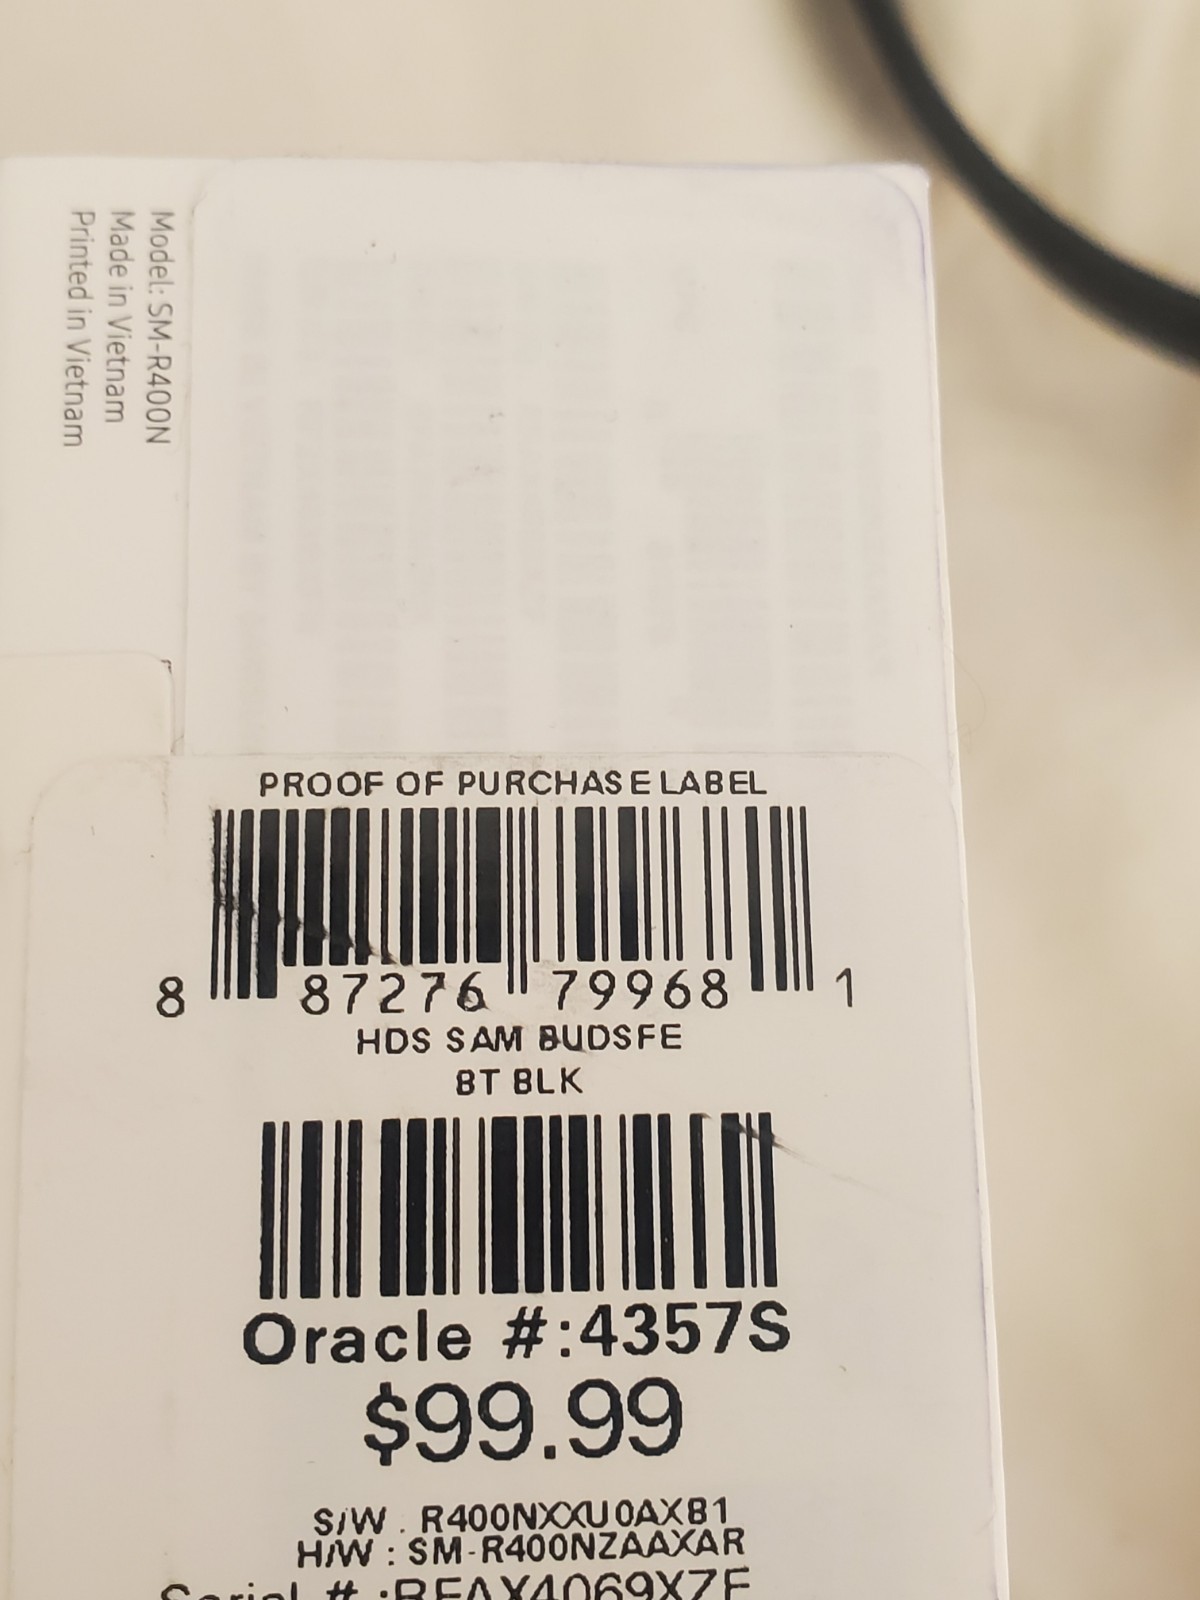 Model: SM-R400N
Made in Vietnam
Printed in Vietnam
PROOF OF PURCHASE LABEL
8 87276 79968 1
HDS SAM BUDSFE
BT BLK
Oracle #:4357S
$99.99
S/W : R400NXXU0AXB1
H/W : SM-R400NZAAXAR
Serial # :